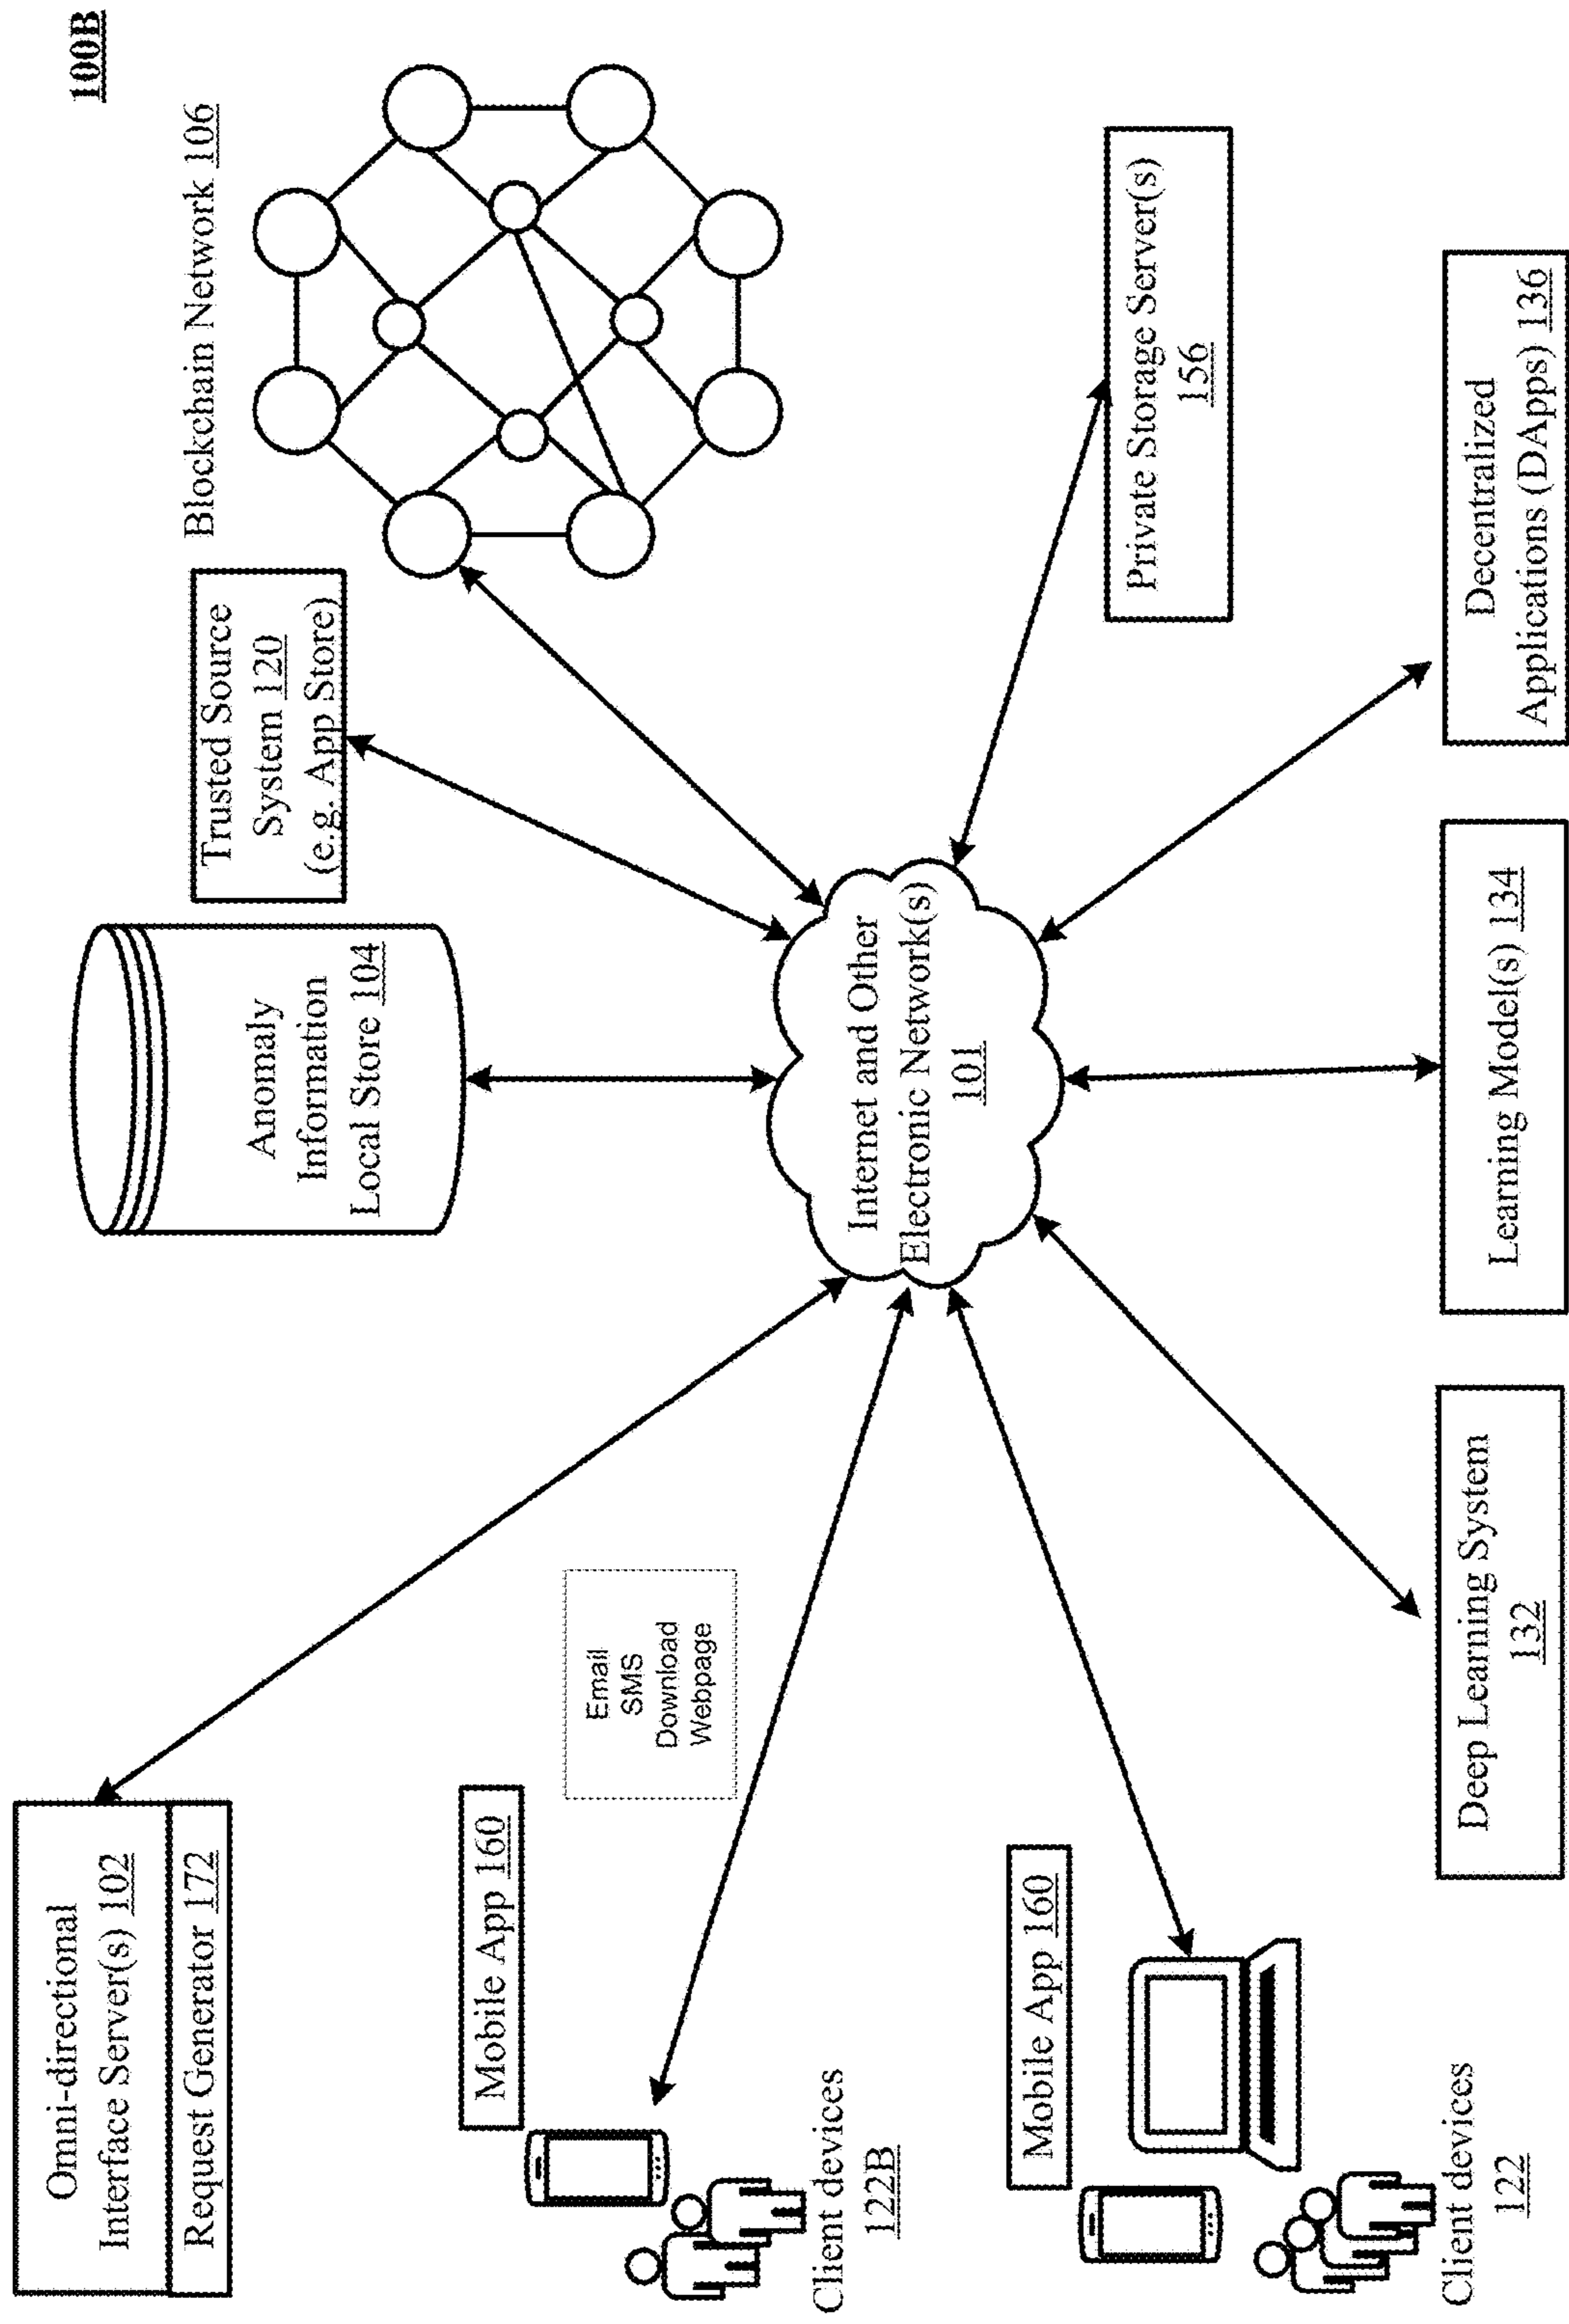 100B
Omni-directional
Interface Server(s) 102
Request Generator 172
Anomaly
Information
Local Store 104
Trusted Source
System 120
(e.g. App Store)
Blockchain Network 106
Mobile App 160
Email
SMS
Download
Webpage
Client devices
122B
Internet and Other
Electronic Network(s)
101
Private Storage Server(s)
156
Mobile App 160
Client devices
122
Deep Learning System
132
Learning Model(s) 134
Decentralized
Applications (DApps) 136